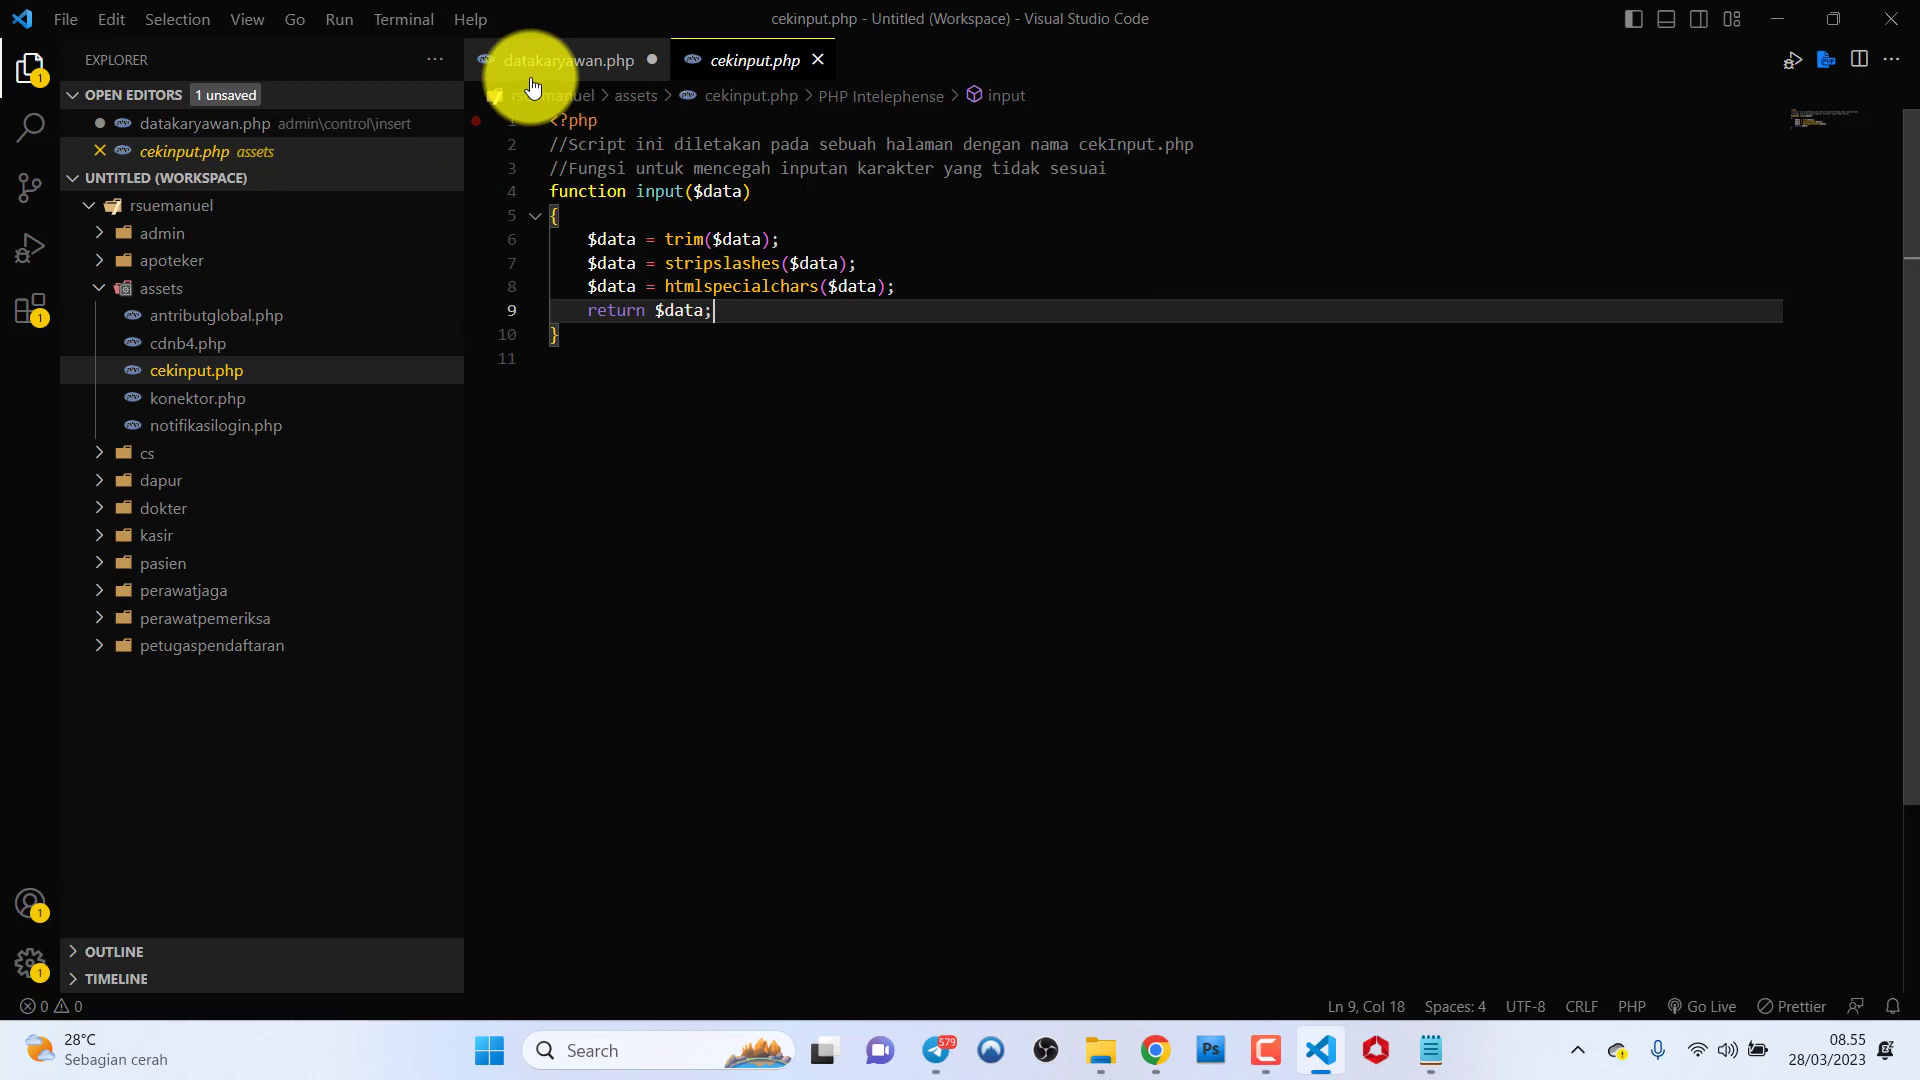 File Edit Selection View Go Run Terminal Help
cekinput.php - Untitled (Workspace) - Visual Studio Code
EXPLORER
OPEN EDITORS 1 unsaved
datakaryawan.php admin\control\insert
cekinput.php assets
UNTITLED (WORKSPACE)
rsuemanuel
admin
apoteker
assets
antributglobal.php
cdnb4.php
cekinput.php
konektor.php
notifikasilogin.php
cs
dapur
dokter
kasir
pasien
perawatjaga
perawatpemeriksa
petugaspendaftaran
OUTLINE
TIMELINE
datakaryawan.php
cekinput.php
rsuemanuel > assets > cekinput.php > PHP Intelephense > input
1 <?php
2 //Script ini diletakan pada sebuah halaman dengan nama cekInput.php
3 //Fungsi untuk mencegah inputan karakter yang tidak sesuai
4 function input($data)
5 {
6 $data = trim($data);
7 $data = stripslashes($data);
8 $data = htmlspecialchars($data);
9 return $data;
10 }
11
0 0
Ln 9, Col 18 Spaces: 4 UTF-8 CRLF PHP Go Live Prettier
28°C
Sebagian cerah
Search
579
Ps
08.55
28/03/2023